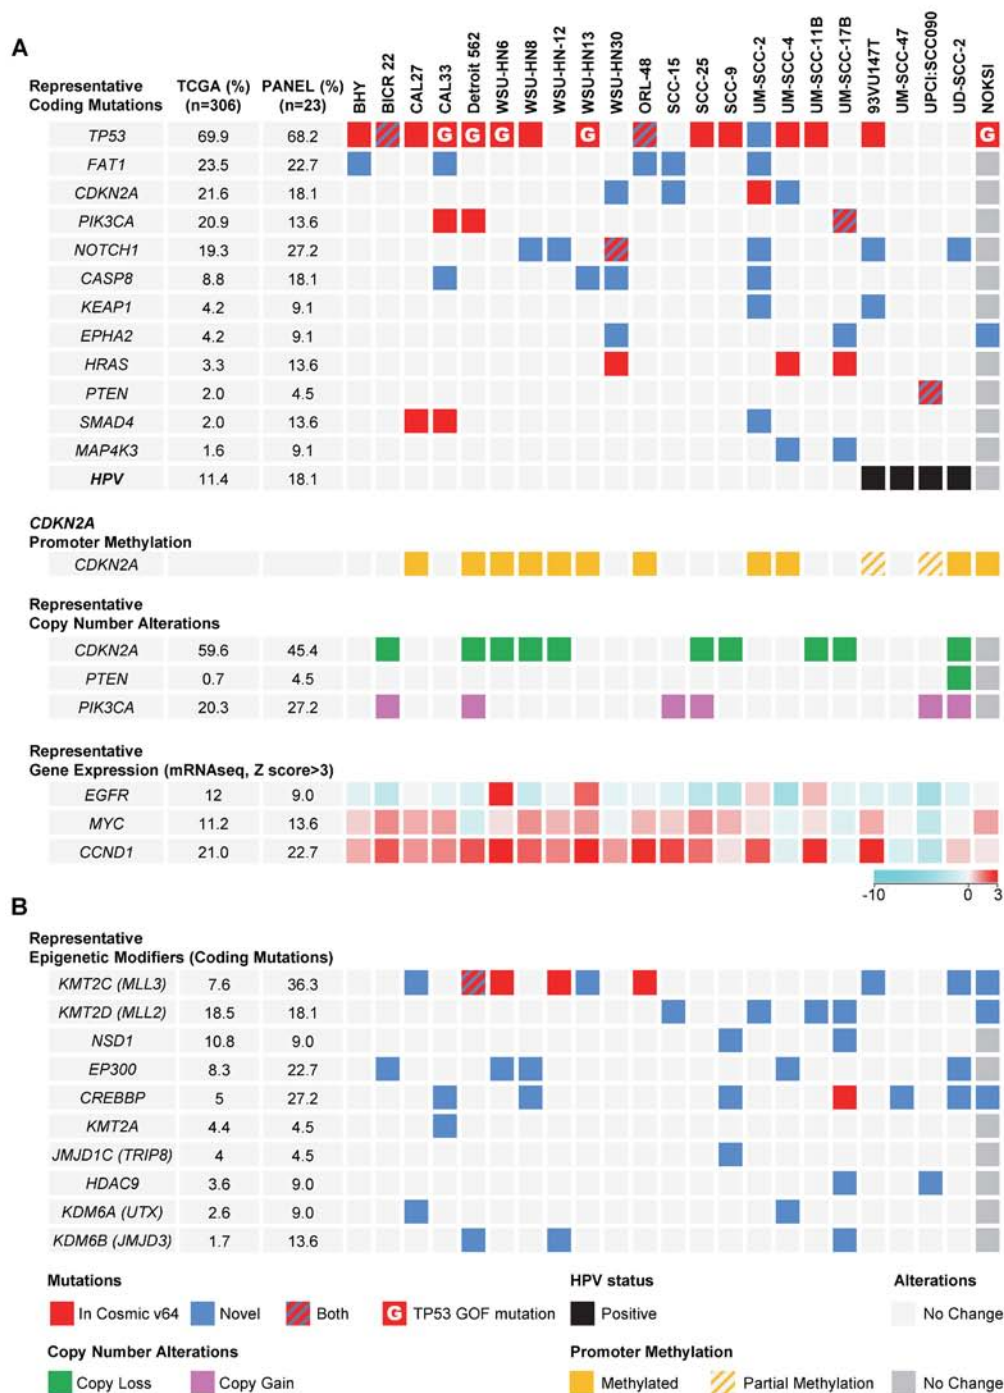 A
BHY
BICR 22
CAL27
CAL33
Detroit 562
WSU-HN6
WSU-HN8
WSU-HN-12
WSU-HN13
WSU-HN30
ORL-48
SCC-15
SCC-25
SCC-9
UM-SCC-2
UM-SCC-4
UM-SCC-11B
UM-SCC-17B
93VU147T
UM-SCC-47
UPCI:SCC090
UD-SCC-2
NOKSI
Representative TCGA (%) PANEL (%)
Coding Mutations (n=306) (n=23)
TP53 69.9 68.2 G G G G G
FAT1 23.5 22.7
CDKN2A 21.6 18.1
PIK3CA 20.9 13.6
NOTCH1 19.3 27.2
CASP8 8.8 18.1
KEAP1 4.2 9.1
EPHA2 4.2 9.1
HRAS 3.3 13.6
PTEN 2.0 4.5
SMAD4 2.0 13.6
MAP4K3 1.6 9.1
HPV 11.4 18.1
CDKN2A
Promoter Methylation
CDKN2A
Representative
Copy Number Alterations
CDKN2A 59.6 45.4
PTEN 0.7 4.5
PIK3CA 20.3 27.2
Representative
Gene Expression (mRNAseq, Z score>3)
EGFR 12 9.0
MYC 11.2 13.6
CCND1 21.0 22.7
-10 0 3
B
Representative
Epigenetic Modifiers (Coding Mutations)
KMT2C (MLL3) 7.6 36.3
KMT2D (MLL2) 18.5 18.1
NSD1 10.8 9.0
EP300 8.3 22.7
CREBBP 5 27.2
KMT2A 4.4 4.5
JMJD1C (TRIP8) 4 4.5
HDAC9 3.6 9.0
KDM6A (UTX) 2.6 9.0
KDM6B (JMJD3) 1.7 13.6
Mutations HPV status Alterations
In Cosmic v64 Novel Both G TP53 GOF mutation Positive No Change
Copy Number Alterations Promoter Methylation
Copy Loss Copy Gain Methylated Partial Methylation No Change